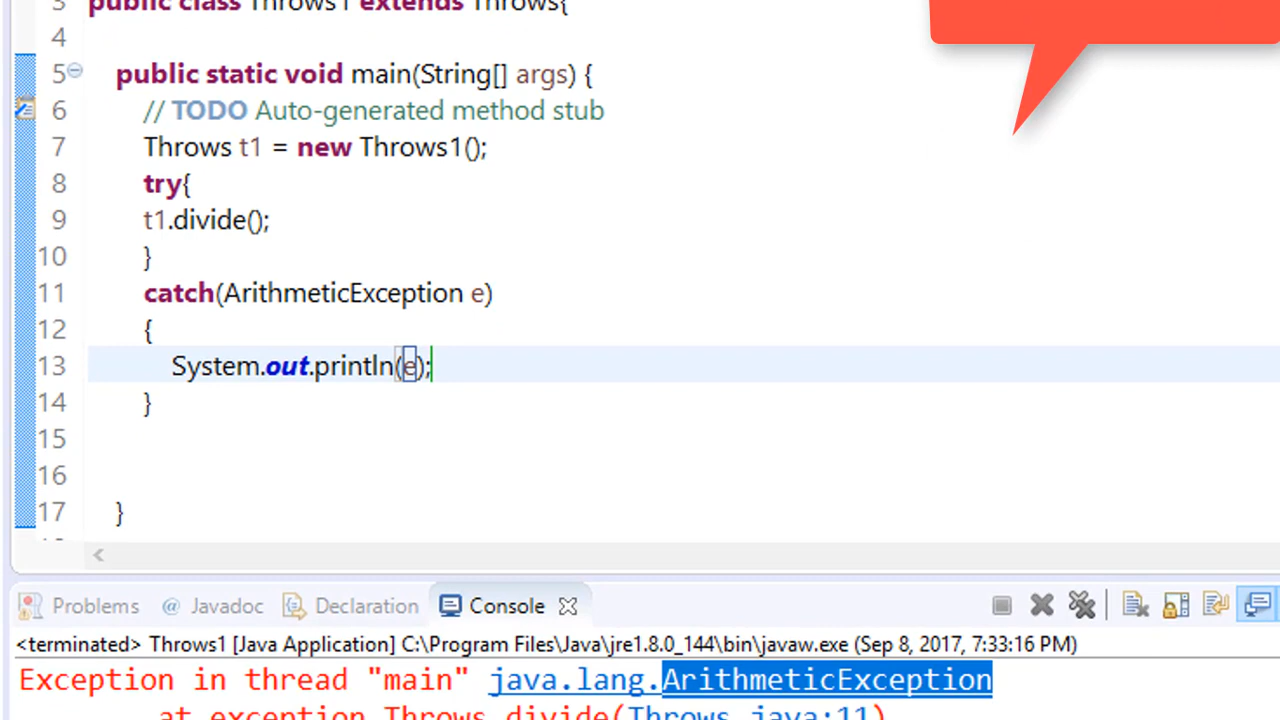 3 public class Throws1 extends Throws{
4
5 public static void main(String[] args) {
6 // TODO Auto-generated method stub
7 Throws t1 = new Throws1();
8 try{
9 t1.divide();
10 }
11 catch(ArithmeticException e)
12 {
13 System.out.println(e);
14 }
15
16
17 }
Problems @ Javadoc Declaration Console
<terminated> Throws1 [Java Application] C:\Program Files\Java\jre1.8.0_144\bin\javaw.exe (Sep 8, 2017, 7:33:16 PM)
Exception in thread "main" java.lang.ArithmeticException
at exception.Throws.divide(Throws.java:11)